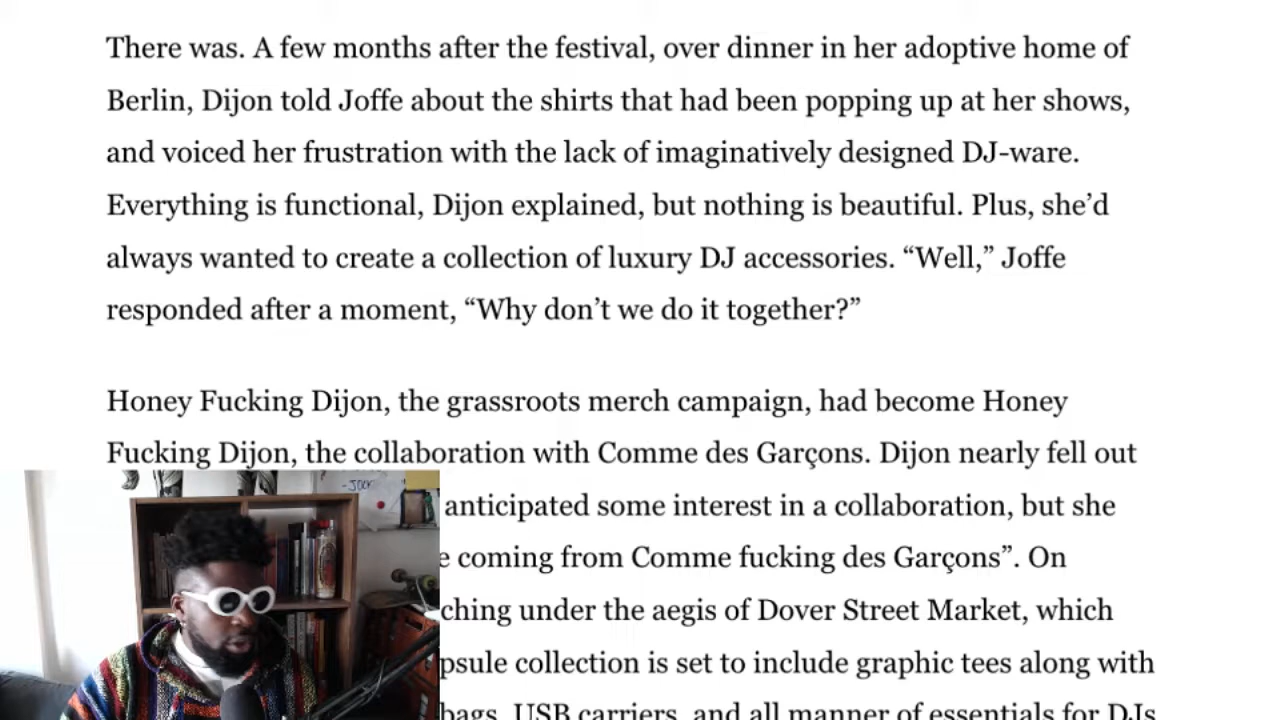 There was. A few months after the festival, over dinner in her adoptive home of
Berlin, Dijon told Joffe about the shirts that had been popping up at her shows,
and voiced her frustration with the lack of imaginatively designed DJ-ware.
Everything is functional, Dijon explained, but nothing is beautiful. Plus, she’d
always wanted to create a collection of luxury DJ accessories. “Well,” Joffe
responded after a moment, “Why don’t we do it together?”
Honey Fucking Dijon, the grassroots merch campaign, had become Honey
Fucking Dijon, the collaboration with Comme des Garçons. Dijon nearly fell out
anticipated some interest in a collaboration, but she
coming from Comme fucking des Garçons”. On
ching under the aegis of Dover Street Market, which
psule collection is set to include graphic tees along with
bags, USB carriers, and all manner of essentials for DJs